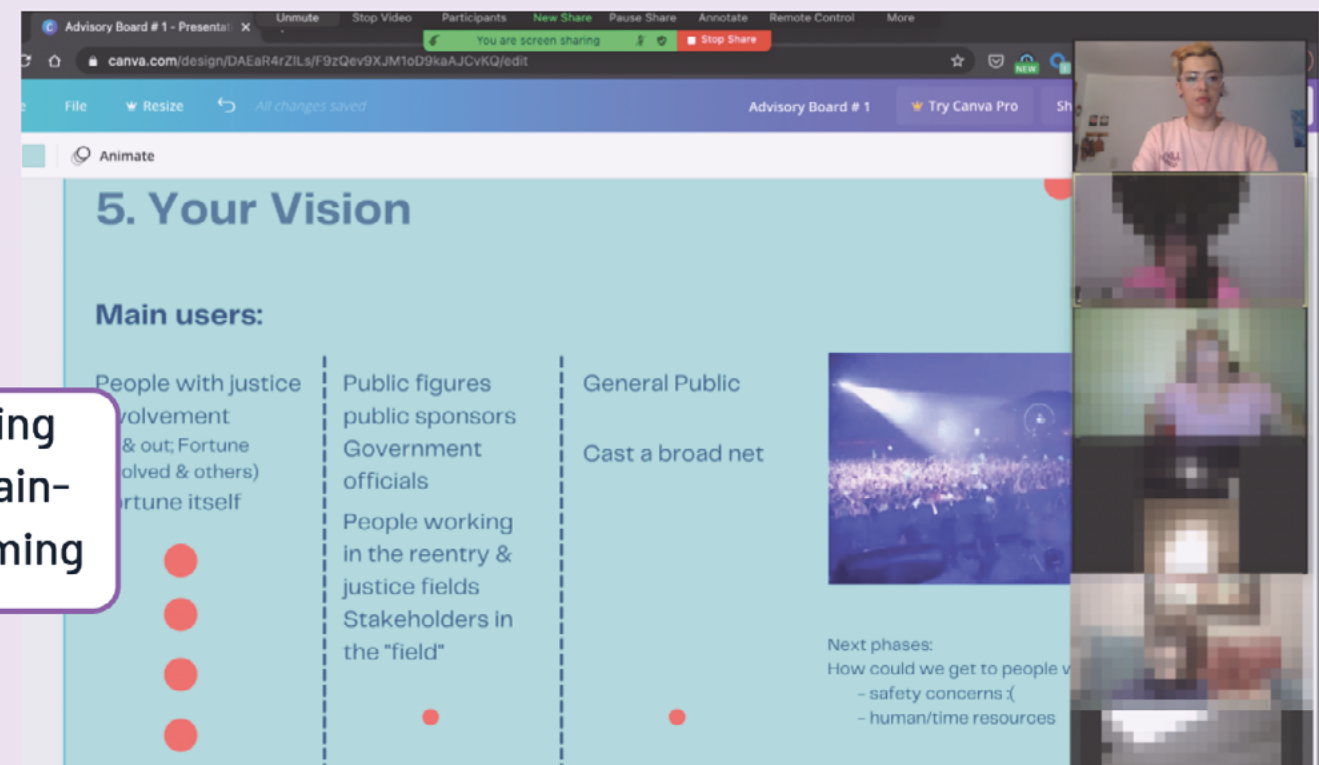 Advisory Board # 1 - Presentat
Unmute
Stop Video
Participants
New Share
Pause Share
Annotate
Remote Control
More
You are screen sharing
Stop Share
canva.com/design/DAEaR4rZILs/F9zQev9XJM1oD9kaAJCvKQ/edit
NEW
File
Resize
All changes saved
Advisory Board # 1
Try Canva Pro
Sh
Animate
5. Your Vision
Main users:
People with justice
volvement
& out; Fortune
olved & others)
rtune itself
Public figures
public sponsors
Government
officials
People working
in the reentry &
justice fields
Stakeholders in
the "field"
General Public
Cast a broad net
ing
ain-
ming
Next phases:
How could we get to people w
- safety concerns :(
- human/time resources